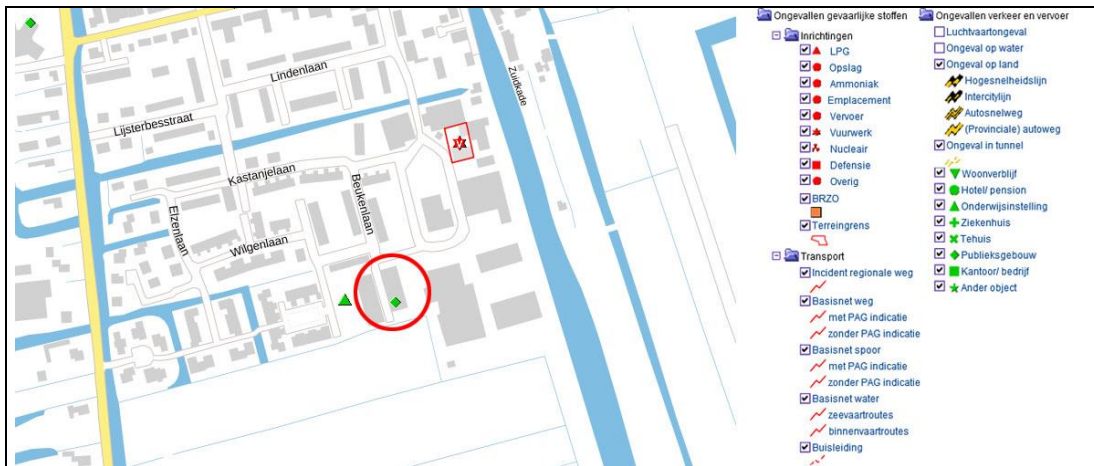 Lindenlaan
Zuidkade
Lijsterbesstraat
Kastanjelaan
Beukenlaan
Elzenlaan
Wilgenlaan
Ongevallen gevaarlijke stoffen
Inrichtingen
LPG
Opslag
Ammoniak
Emplacement
Vervoer
Vuurwerk
Nucleair
Defensie
Overig
BRZO
Terreingrens
Transport
Incident regionale weg
Basisnet weg
met PAG indicatie
zonder PAG indicatie
Basisnet spoor
met PAG indicatie
zonder PAG indicatie
Basisnet water
zeevaartroutes
binnenvaartroutes
Buisleiding
Ongevallen verkeer en vervoer
Luchtvaartongeval
Ongeval op water
Ongeval op land
Hogesnelheidslijn
Intercitylijn
Autosnelweg
(Provinciale) autoweg
Ongeval in tunnel
Woonverblijf
Hotel/ pension
Onderwijsinstelling
Ziekenhuis
Tehuis
Publieksgebouw
Kantoor/ bedrijf
Ander object